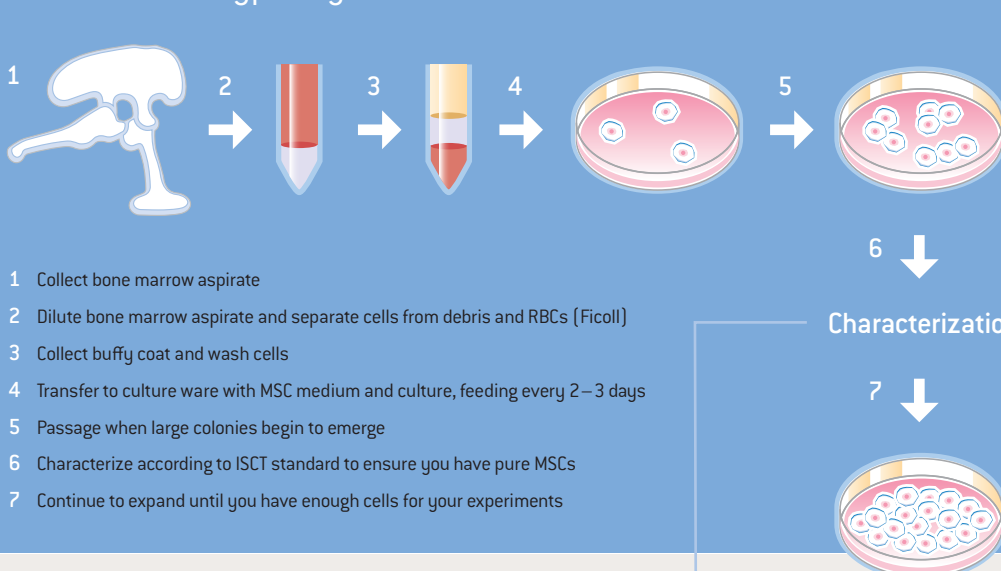 1
2
3
4
5
6
Characterizatio
7
1 Collect bone marrow aspirate
2 Dilute bone marrow aspirate and separate cells from debris and RBCs (Ficoll)
3 Collect buffy coat and wash cells
4 Transfer to culture ware with MSC medium and culture, feeding every 2–3 days
5 Passage when large colonies begin to emerge
6 Characterize according to ISCT standard to ensure you have pure MSCs
7 Continue to expand until you have enough cells for your experiments